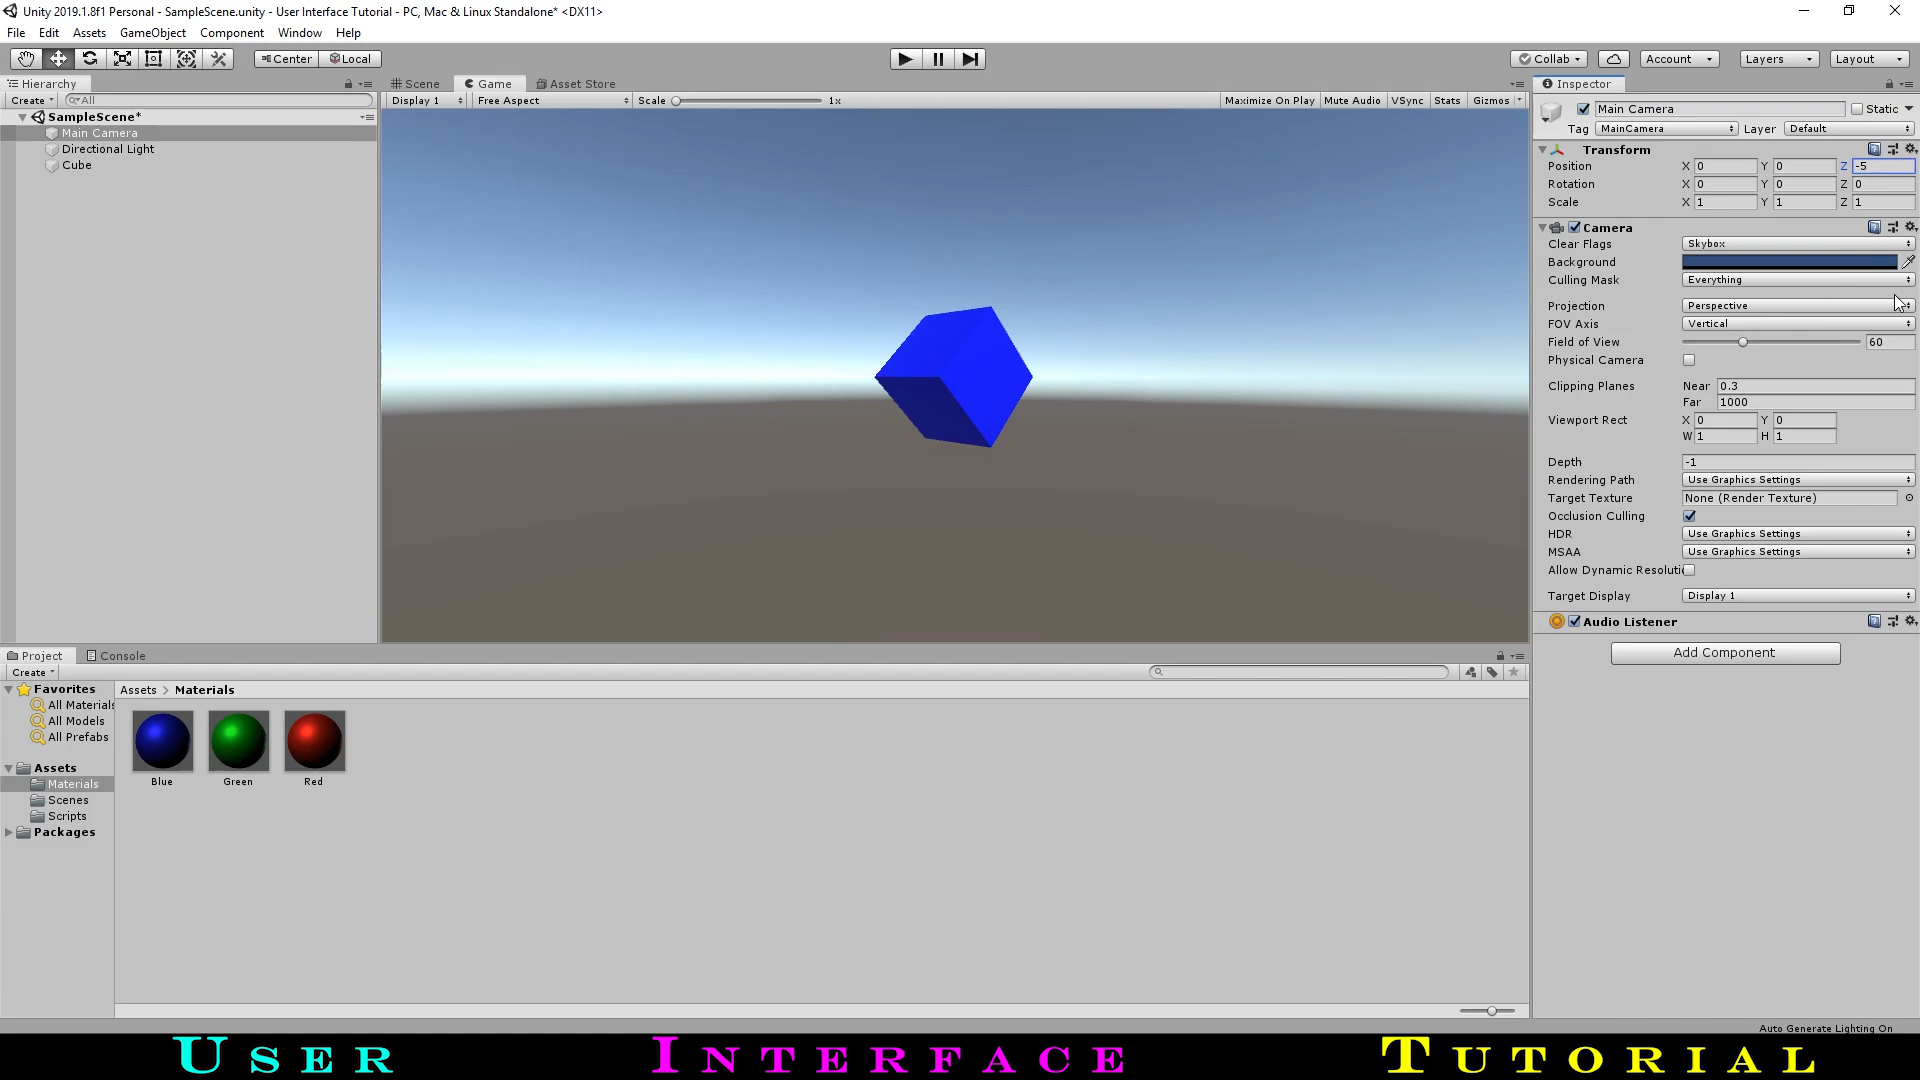 Unity 2019.1.8f1 Personal - SampleScene.unity - User Interface Tutorial - PC, Mac & Linux Standalone* <DX11>
File Edit Assets GameObject Component Window Help
Center Local Collab Account Layers Layout
Hierarchy
Create All
SampleScene*
Main Camera
Directional Light
Cube
Scene Game Asset Store
Display 1 Free Aspect Scale 1x Maximize On Play Mute Audio VSync Stats Gizmos
Inspector
Main Camera Static
Tag MainCamera Layer Default
Transform
Position X 0 Y 0 Z -5
Rotation X 0 Y 0 Z 0
Scale X 1 Y 1 Z 1
Camera
Clear Flags Skybox
Background
Culling Mask Everything
Projection Perspective
FOV Axis Vertical
Field of View 60
Physical Camera
Clipping Planes Near 0.3
Far 1000
Viewport Rect X 0 Y 0
W 1 H 1
Depth -1
Rendering Path Use Graphics Settings
Target Texture None (Render Texture)
Occlusion Culling
HDR Use Graphics Settings
MSAA Use Graphics Settings
Allow Dynamic Resoluti
Target Display Display 1
Audio Listener
Add Component
Project Console
Create
Favorites
All Materials
All Models
All Prefabs
Assets
Materials
Scenes
Scripts
Packages
Assets > Materials
Blue Green Red
Auto Generate Lighting On
USER INTERFACE TUTORIAL